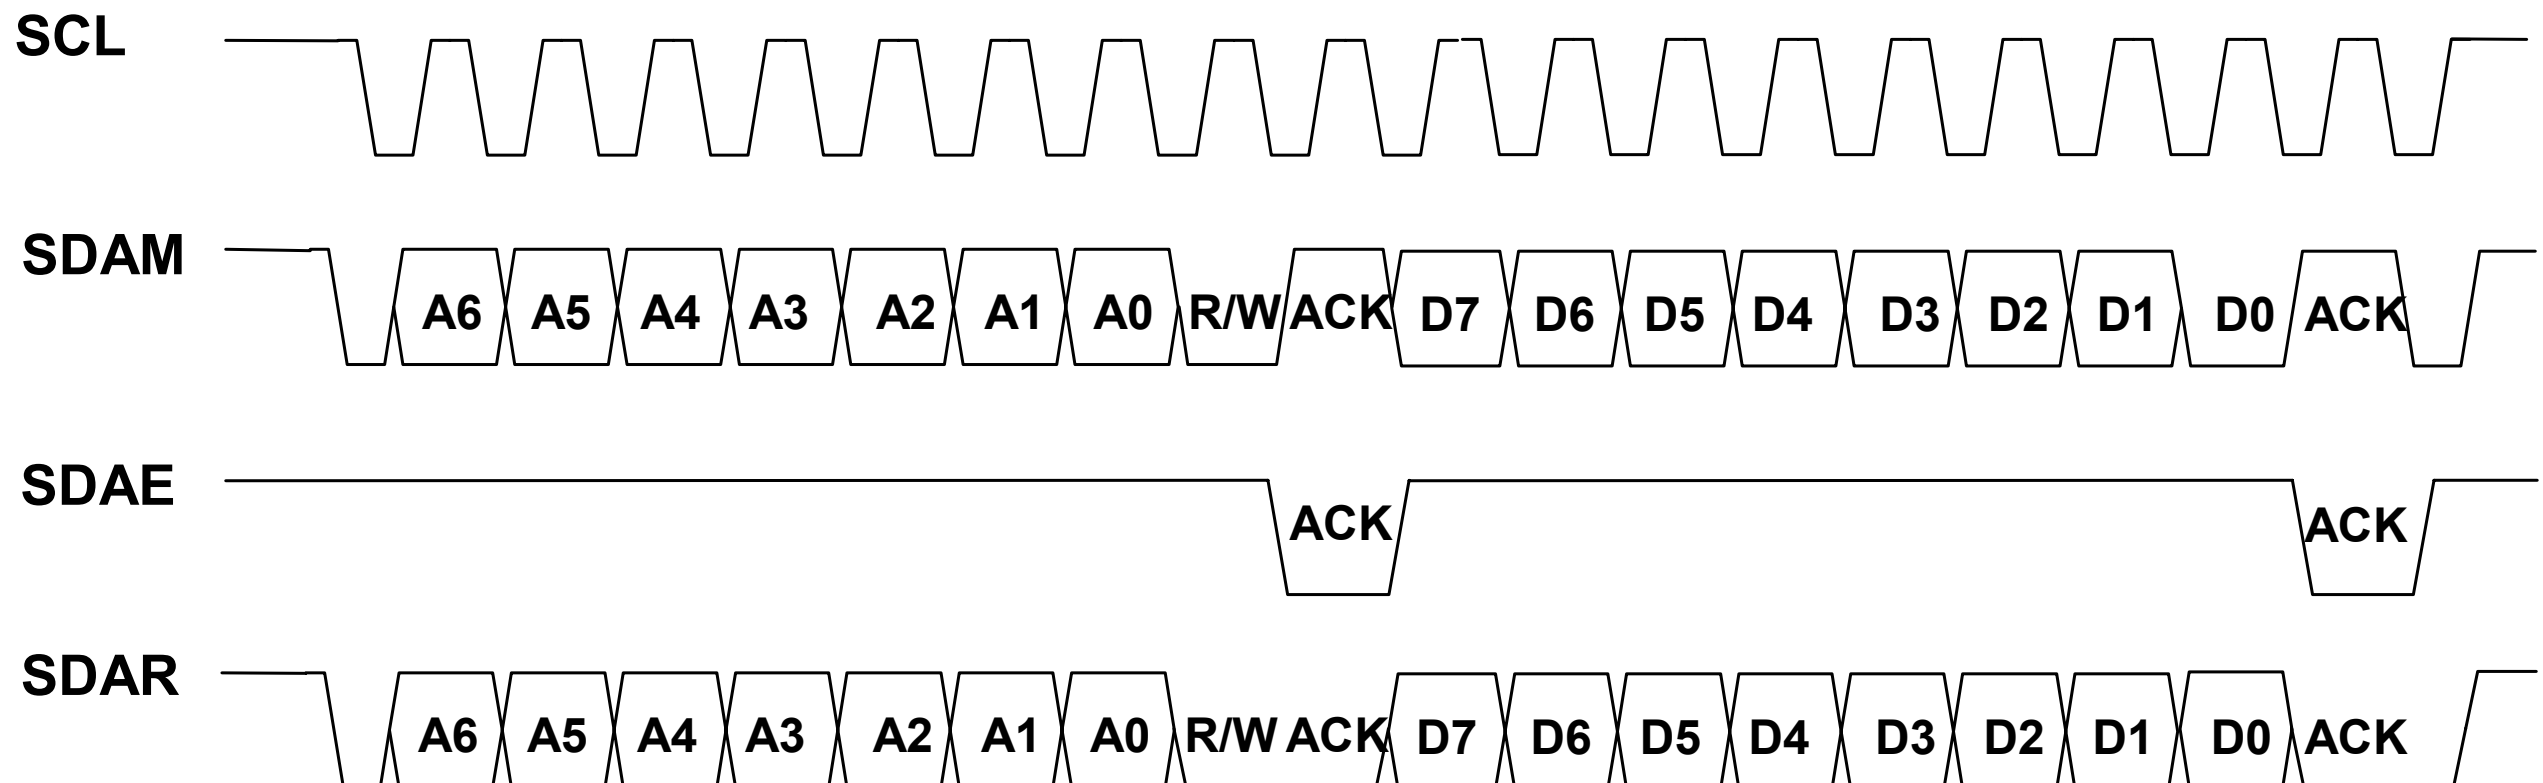 SCL
SDAM A6 A5 A4 A3 A2 A1 A0 R/W ACK D7 D6 D5 D4 D3 D2 D1 D0 ACK
SDAE ACK ACK
SDAR A6 A5 A4 A3 A2 A1 A0 R/W ACK D7 D6 D5 D4 D3 D2 D1 D0 ACK